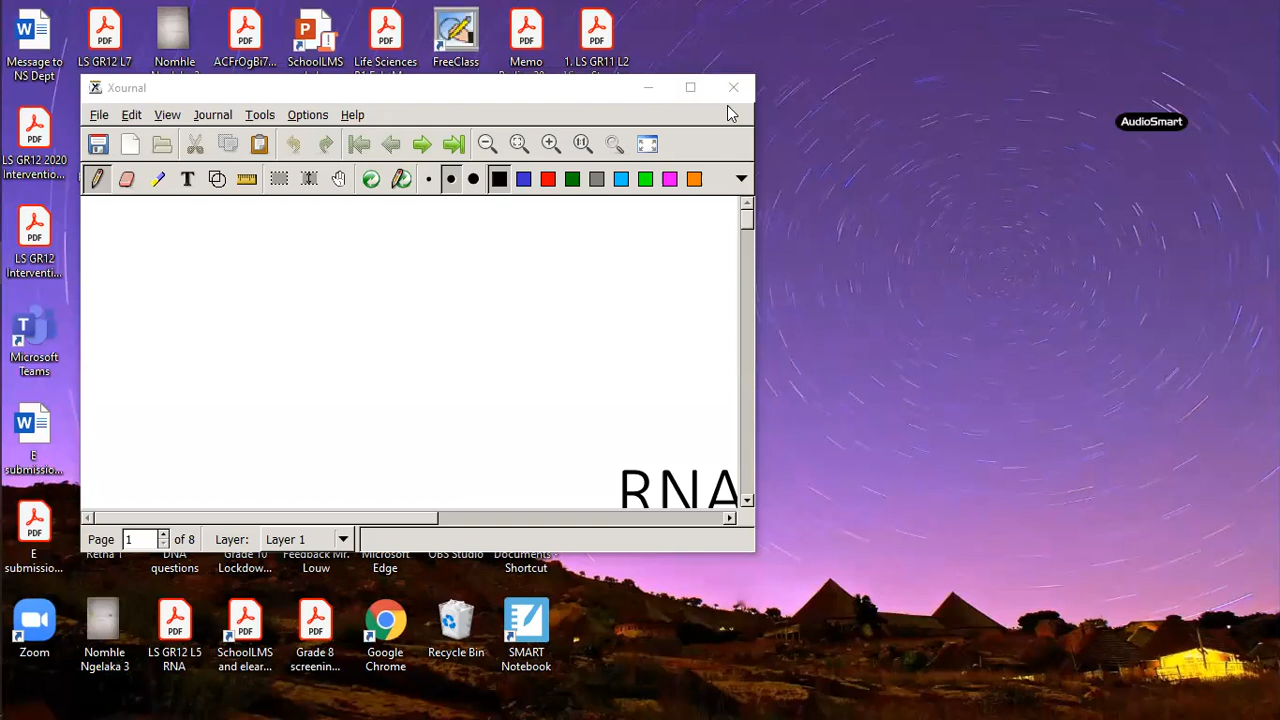 Message to
NS Dept
LS GR12 L7
Nomhle
ACFrOgBi7...
SchoolLMS
Life Sciences
FreeClass
Memo
1. LS GR11 L2
Xournal
File Edit View Journal Tools Options Help
AudioSmart
LS GR12 2020
Interventio...
LS GR12
Interventi...
Microsoft
Teams
E
submissio...
RNA
Page 1 of 8 Layer: Layer 1
E
submissio...
DNA
questions
Grade 10
Lockdow...
Feedback Mr.
Louw
Microsoft
Edge
OBS Studio
Documents -
Shortcut
Zoom
Nomhle
Ngelaka 3
LS GR12 L5
RNA
SchoolLMS
and elear...
Grade 8
screenin...
Google
Chrome
Recycle Bin
SMART
Notebook